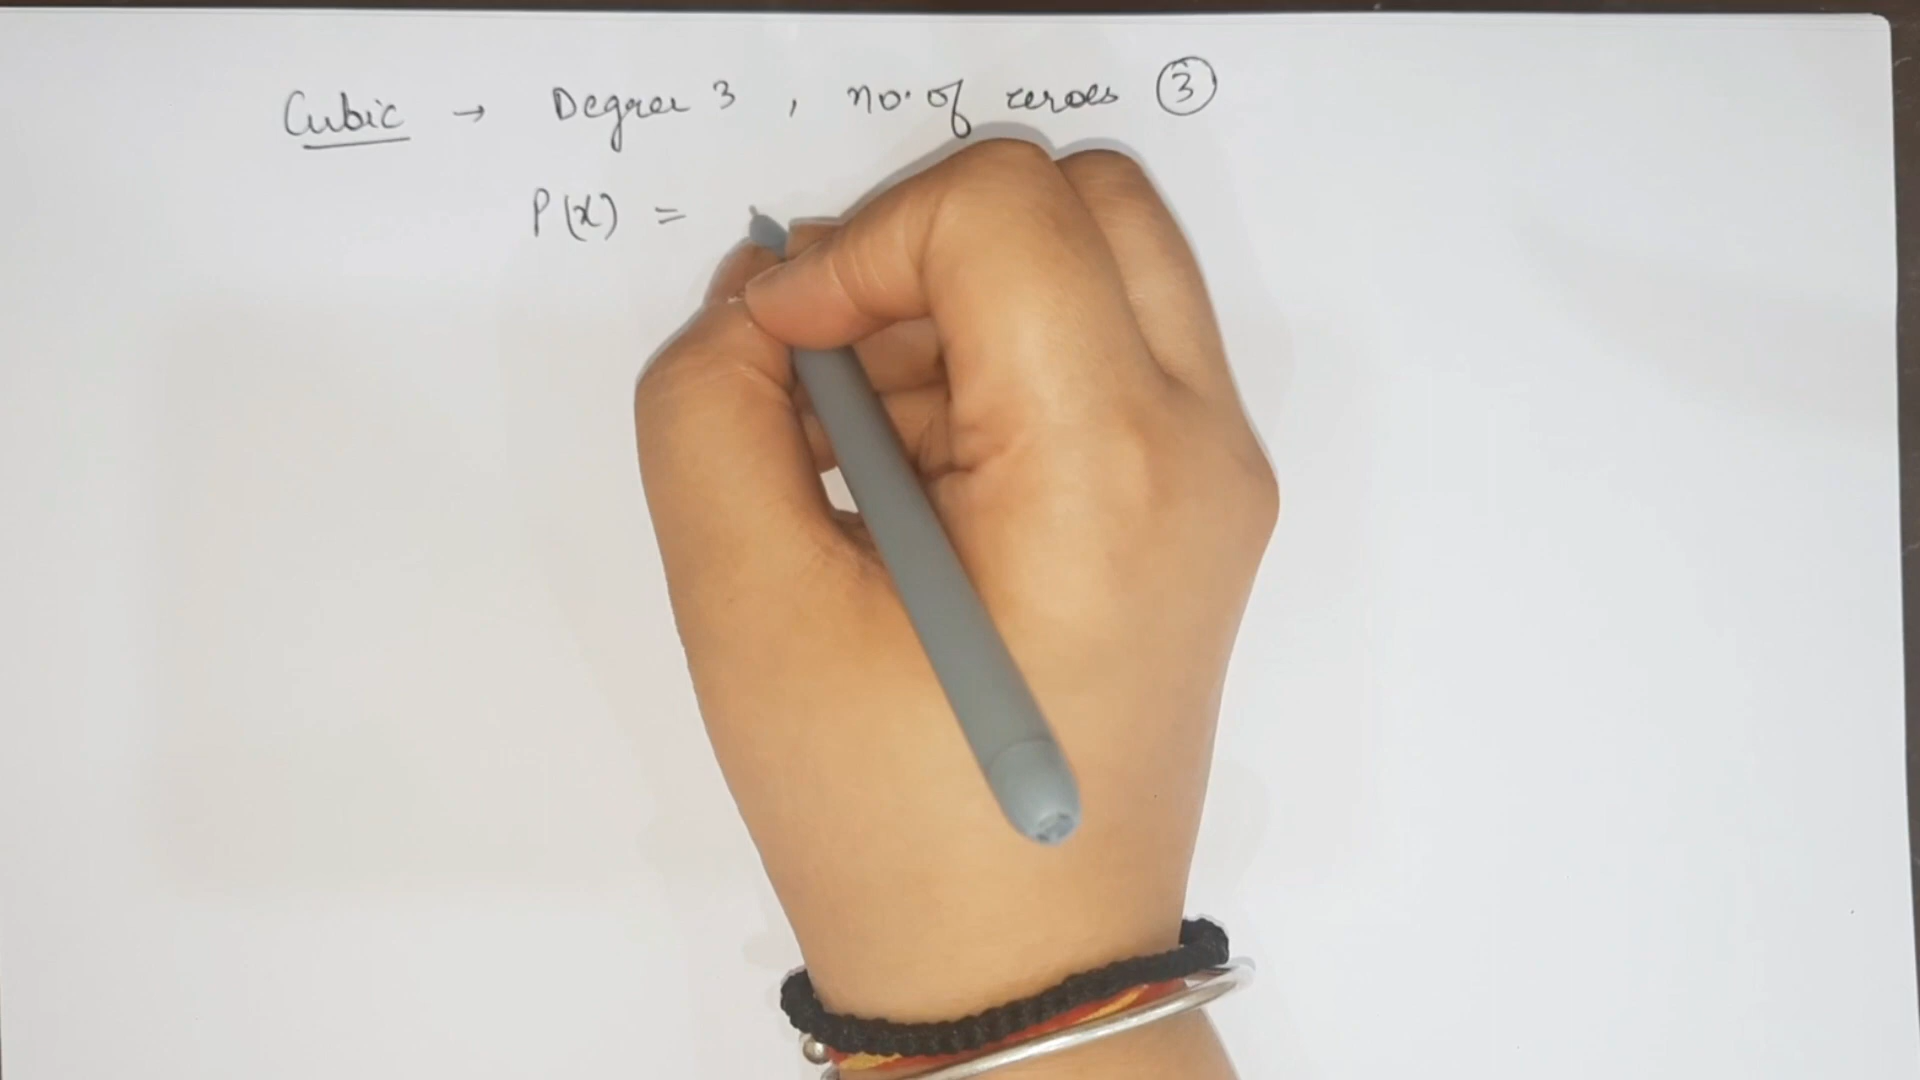 Cubic → Degree 3 , no. of zeroes ③
P(x) =